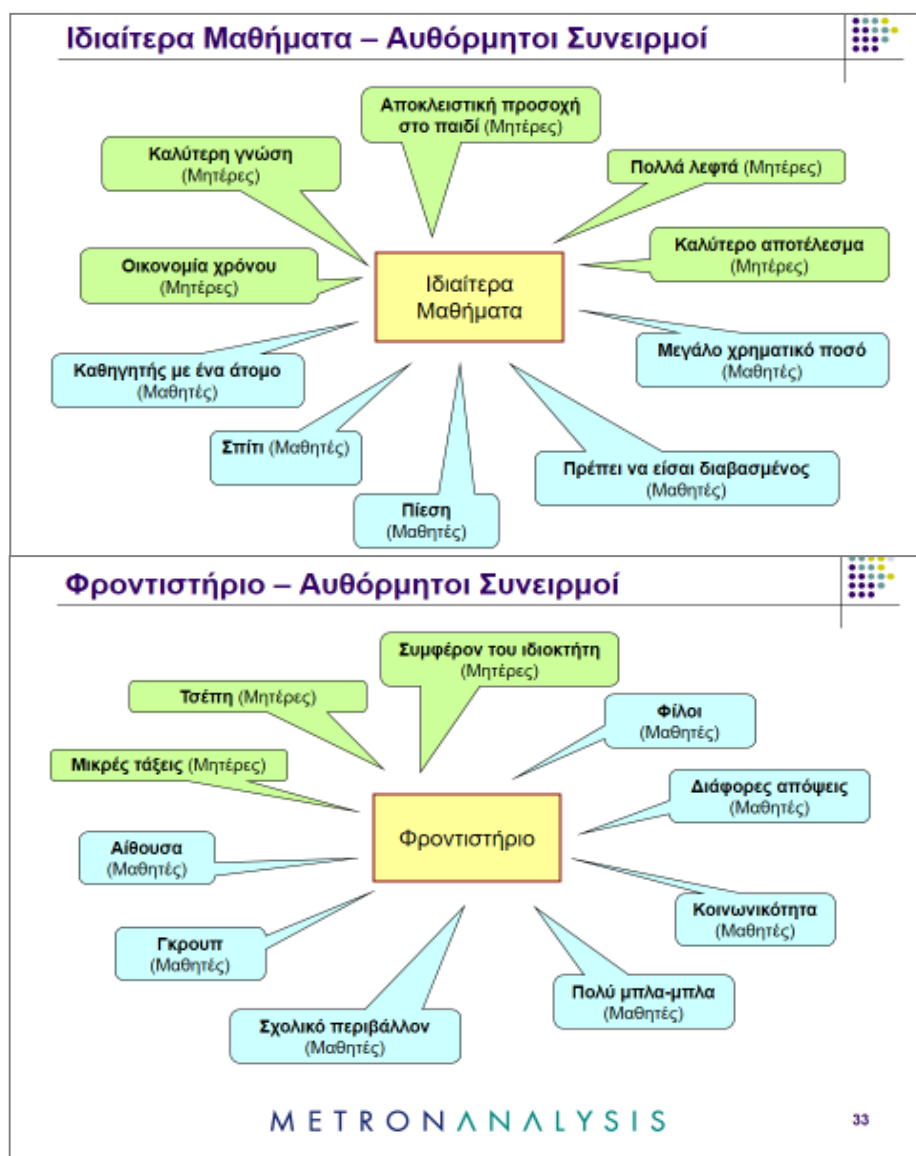 Ιδιαίτερα Μαθήματα – Αυθόρμητοι Συνειρμοί
Αποκλειστική προσοχή
στο παιδί (Μητέρες)
Καλύτερη γνώση
(Μητέρες)
Πολλά λεφτά (Μητέρες)
Οικονομία χρόνου
(Μητέρες)
Καλύτερο αποτέλεσμα
(Μητέρες)
Ιδιαίτερα
Μαθήματα
Καθηγητής με ένα άτομο
(Μαθητές)
Μεγάλο χρηματικό ποσό
(Μαθητές)
Σπίτι (Μαθητές)
Πρέπει να είσαι διαβασμένος
(Μαθητές)
Πίεση
(Μαθητές)
Φροντιστήριο – Αυθόρμητοι Συνειρμοί
Συμφέρον του ιδιοκτήτη
(Μητέρες)
Τσέπη (Μητέρες)
Φίλοι
(Μαθητές)
Μικρές τάξεις (Μητέρες)
Διάφορες απόψεις
(Μαθητές)
Φροντιστήριο
Αίθουσα
(Μαθητές)
Κοινωνικότητα
(Μαθητές)
Γκρουπ
(Μαθητές)
Πολύ μπλα-μπλα
(Μαθητές)
Σχολικό περιβάλλον
(Μαθητές)
METRONANALYSIS
33